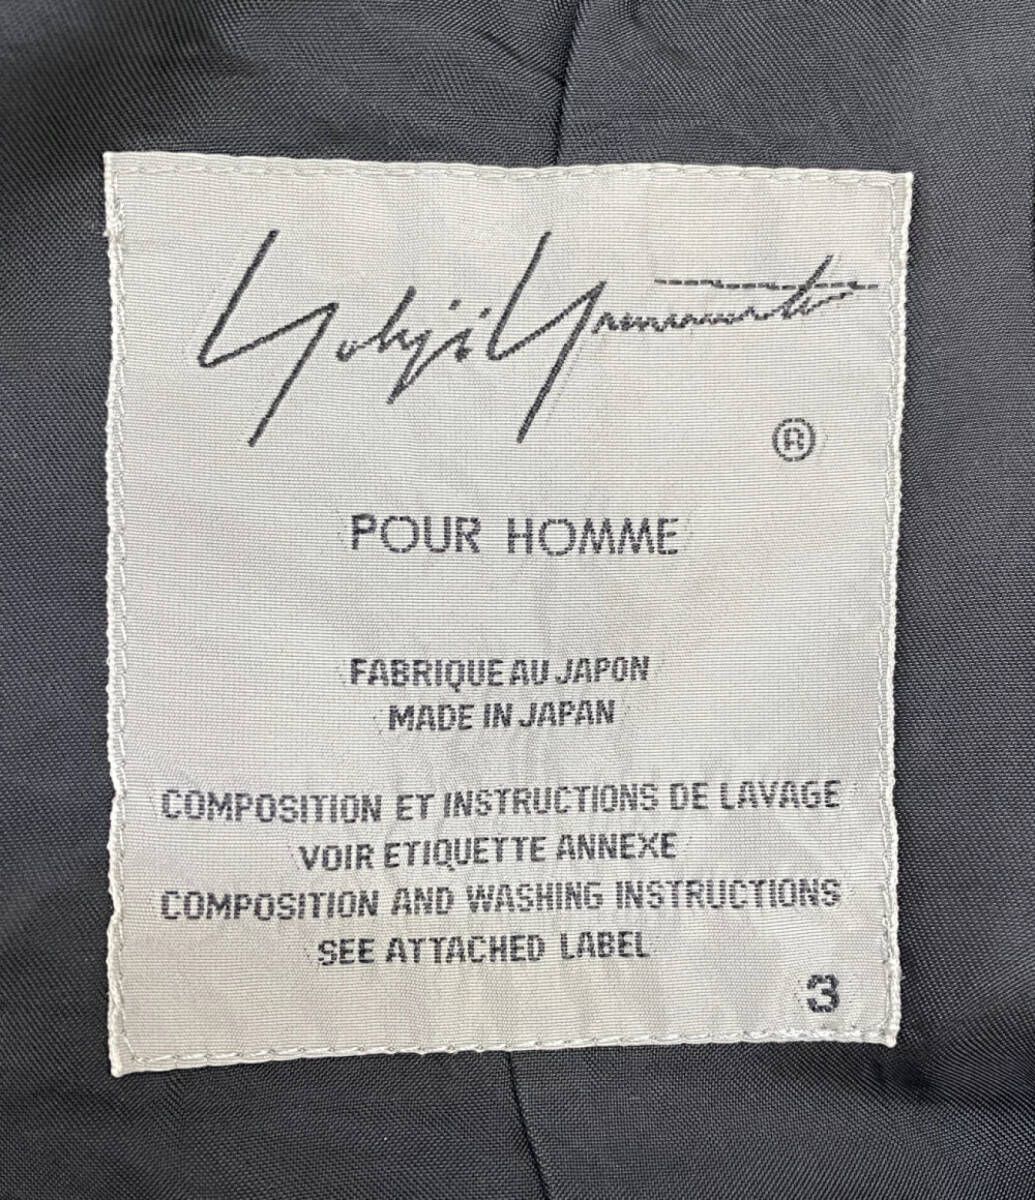 Yohji Yamamoto
®
POUR HOMME
FABRIQUE AU JAPON
MADE IN JAPAN
COMPOSITION ET INSTRUCTIONS DE LAVAGE
VOIR ETIQUETTE ANNEXE
COMPOSITION AND WASHING INSTRUCTIONS
SEE ATTACHED LABEL
3